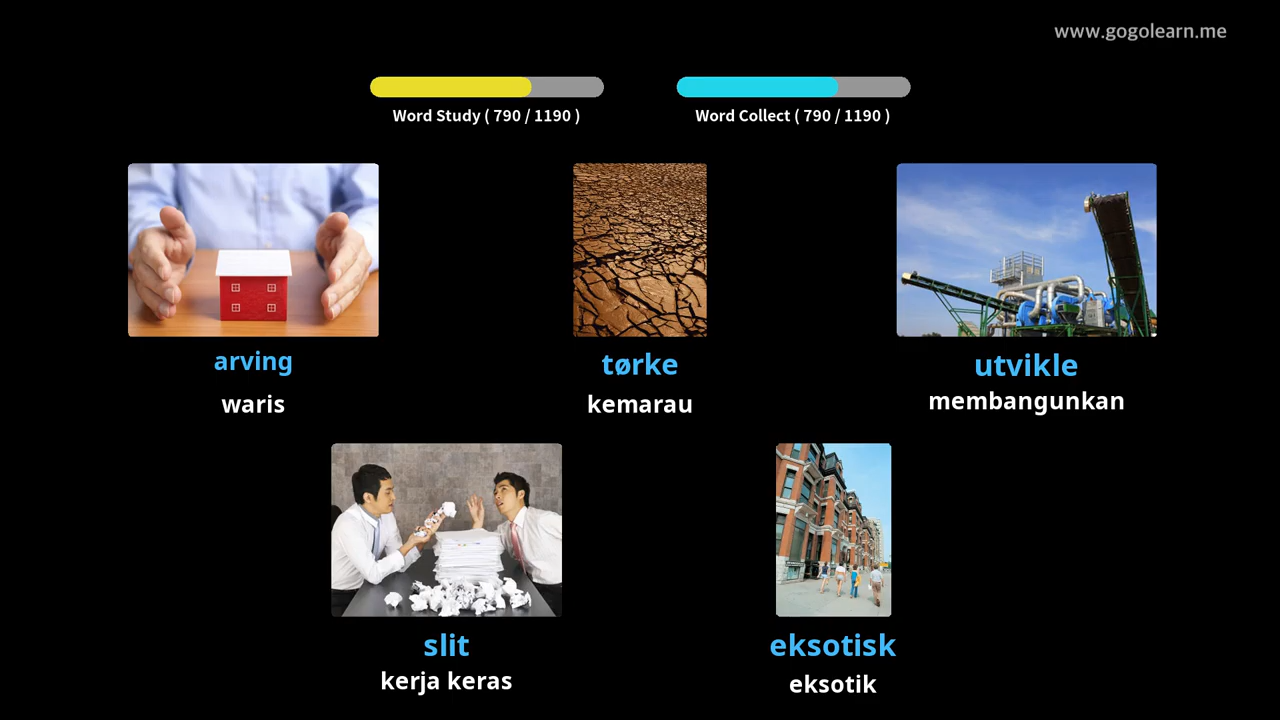 www.gogolearn.me
Word Study ( 790 / 1190 )
Word Collect ( 790 / 1190 )
arving
tørke
utvikle
waris
kemarau
membangunkan
slit
eksotisk
kerja keras
eksotik